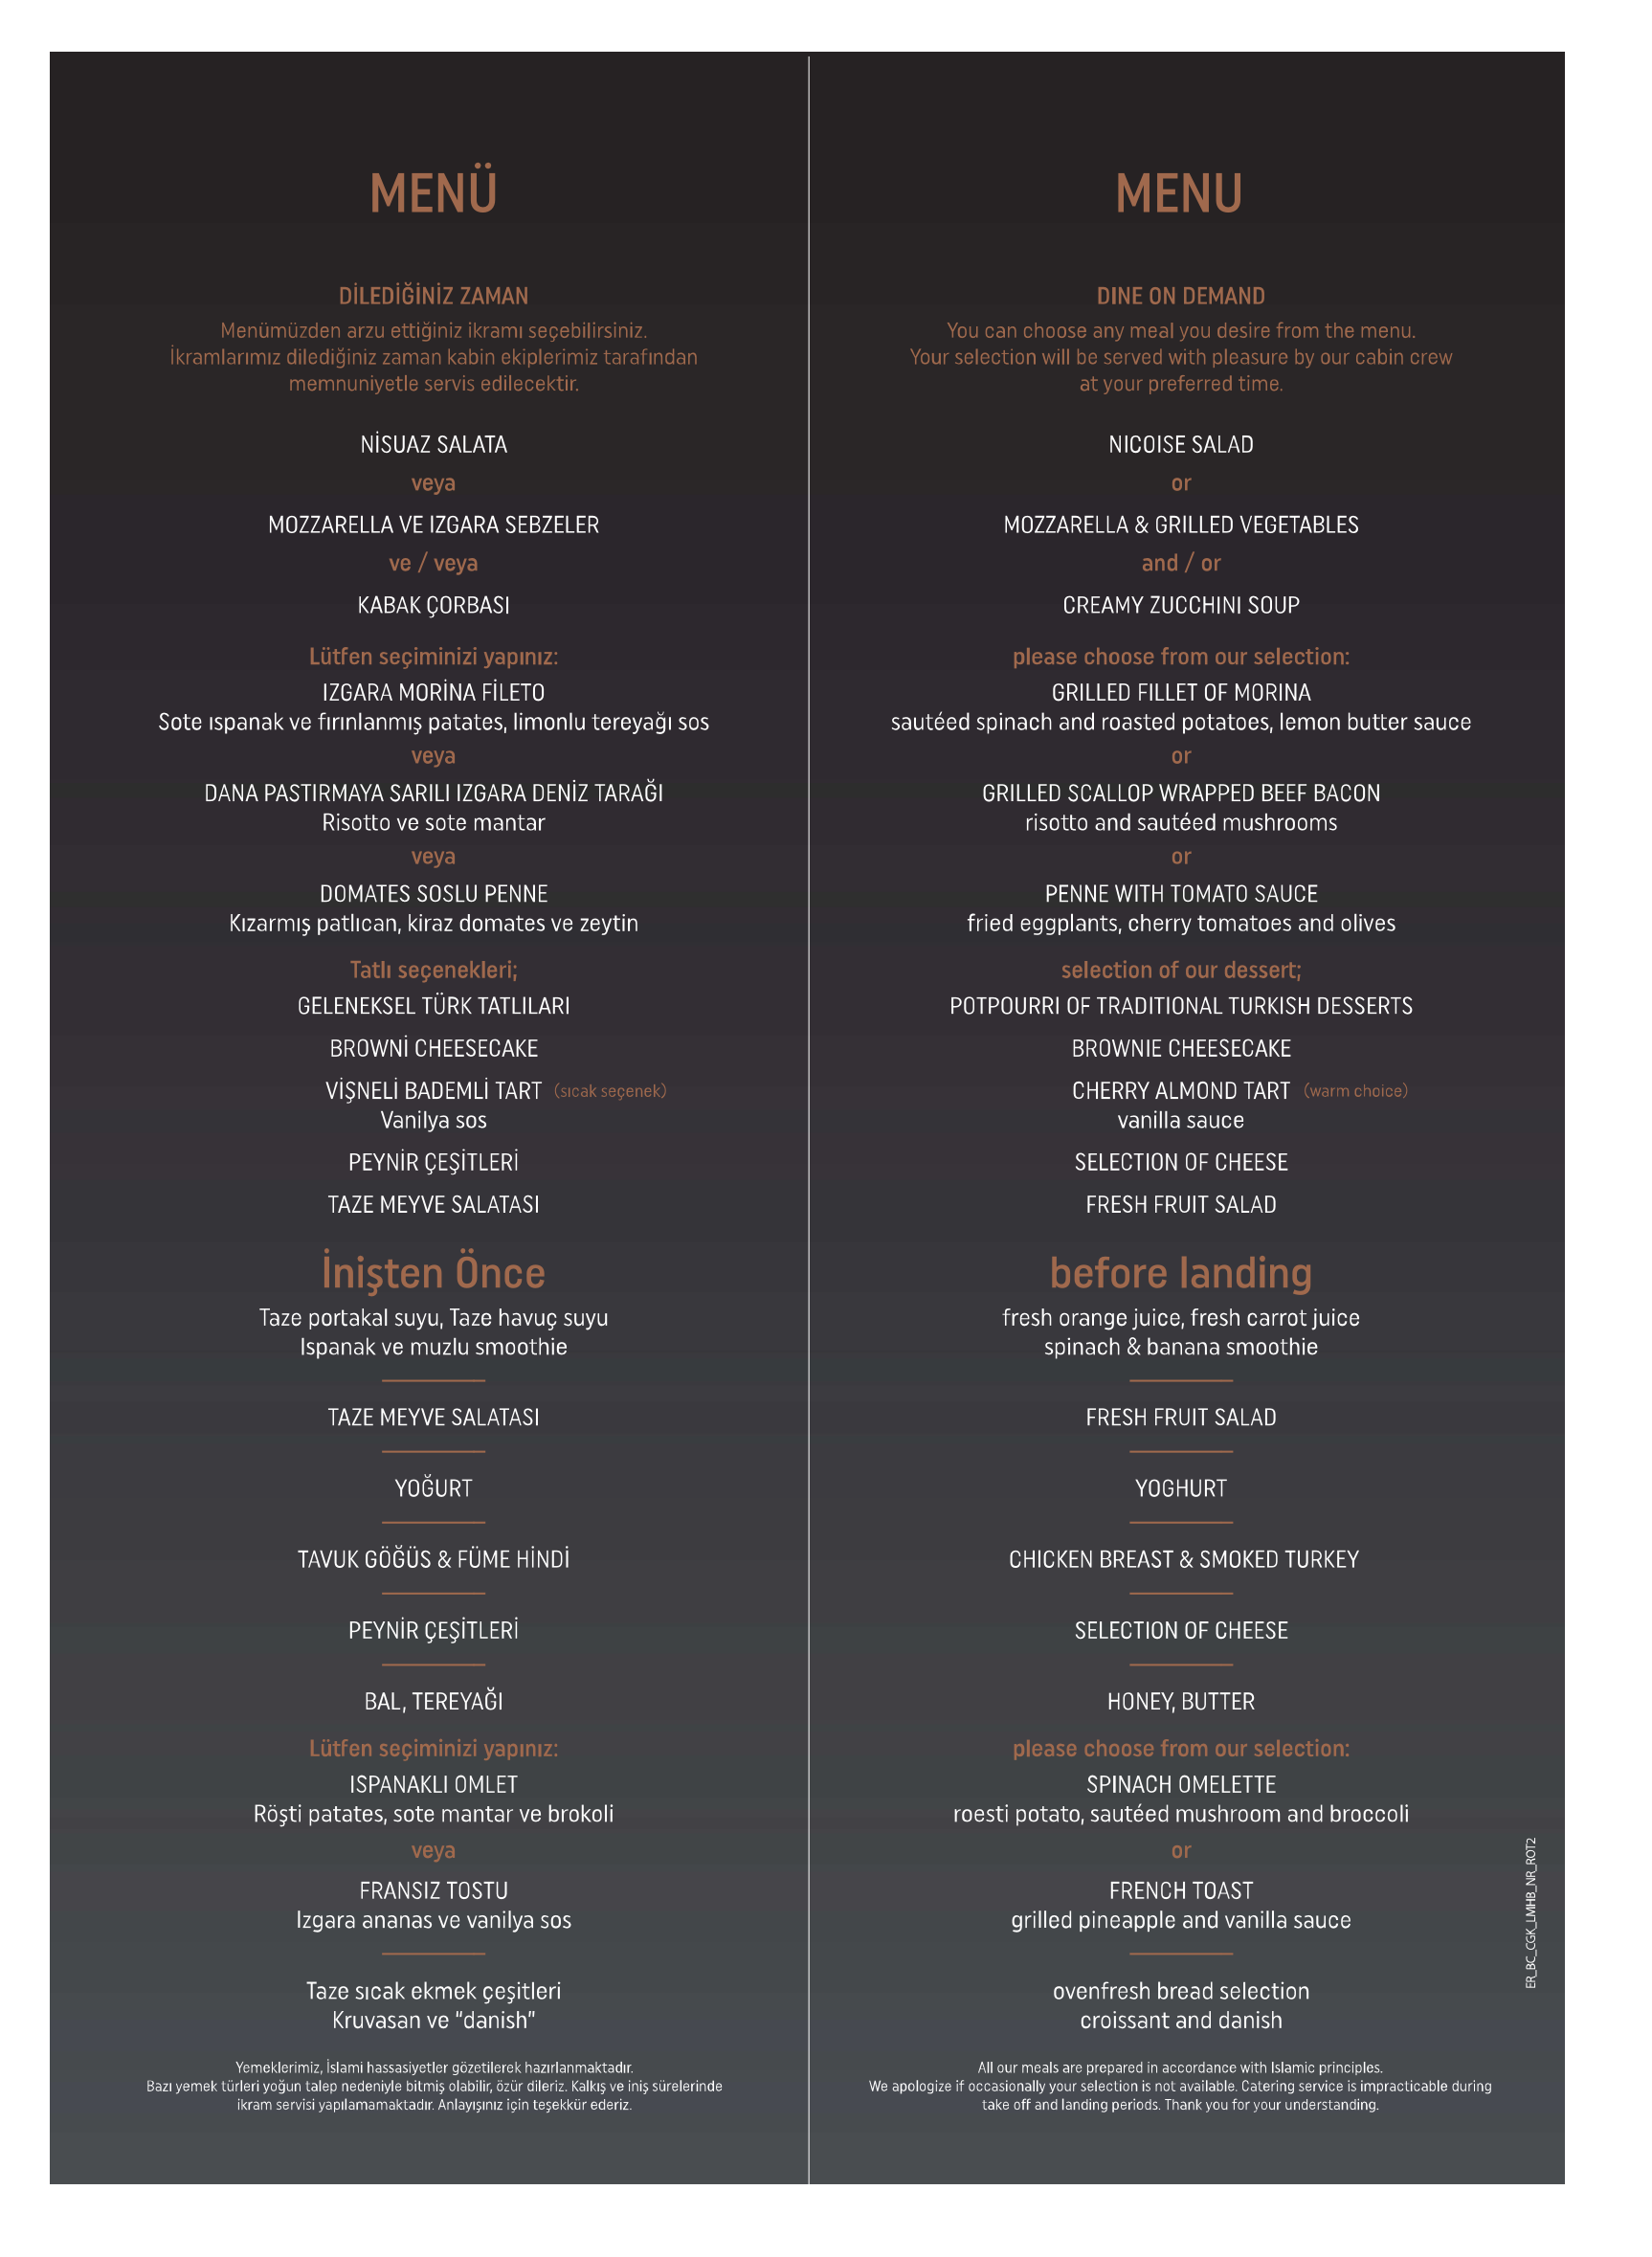 MENÜ
DİLEDİĞİNİZ ZAMAN
Menümüzden arzu ettiğiniz ikramı seçebilirsiniz.
İkramlarımız dilediğiniz zaman kabin ekiplerimiz tarafından
memnuniyetle servis edilecektir.
NİSUAZ SALATA
veya
MOZZARELLA VE IZGARA SEBZELER
ve / veya
KABAK ÇORBASI
Lütfen seçiminizi yapınız:
IZGARA MORİNA FİLETO
Sote ıspanak ve fırınlanmış patates, limonlu tereyağı sos
veya
DANA PASTIRMAYA SARILI IZGARA DENİZ TARAĞI
Risotto ve sote mantar
veya
DOMATES SOSLU PENNE
Kızarmış patlıcan, kiraz domates ve zeytin
Tatlı seçenekleri;
GELENEKSEL TÜRK TATLILARI
BROWNİ CHEESECAKE
VİŞNELİ BADEMLİ TART (sıcak seçenek)
Vanilya sos
PEYNİR ÇEŞİTLERİ
TAZE MEYVE SALATASI
İnişten Önce
Taze portakal suyu, Taze havuç suyu
Ispanak ve muzlu smoothie
TAZE MEYVE SALATASI
YOĞURT
TAVUK GÖĞÜS & FÜME HİNDİ
PEYNİR ÇEŞİTLERİ
BAL, TEREYAĞI
Lütfen seçiminizi yapınız:
ISPANAKLI OMLET
Röşti patates, sote mantar ve brokoli
veya
FRANSIZ TOSTU
Izgara ananas ve vanilya sos
Taze sıcak ekmek çeşitleri
Kruvasan ve “danish”
Yemeklerimiz, İslami hassasiyetler gözetilerek hazırlanmaktadır.
Bazı yemek türleri yoğun talep nedeniyle bitmiş olabilir, özür dileriz. Kalkış ve iniş sürelerinde
ikram servisi yapılamamaktadır. Anlayışınız için teşekkür ederiz.
MENU
DINE ON DEMAND
You can choose any meal you desire from the menu.
Your selection will be served with pleasure by our cabin crew
at your preferred time.
NICOISE SALAD
or
MOZZARELLA & GRILLED VEGETABLES
and / or
CREAMY ZUCCHINI SOUP
please choose from our selection:
GRILLED FILLET OF MORINA
sautéed spinach and roasted potatoes, lemon butter sauce
or
GRILLED SCALLOP WRAPPED BEEF BACON
risotto and sautéed mushrooms
or
PENNE WITH TOMATO SAUCE
fried eggplants, cherry tomatoes and olives
selection of our dessert;
POTPOURRI OF TRADITIONAL TURKISH DESSERTS
BROWNIE CHEESECAKE
CHERRY ALMOND TART (warm choice)
vanilla sauce
SELECTION OF CHEESE
FRESH FRUIT SALAD
before landing
fresh orange juice, fresh carrot juice
spinach & banana smoothie
FRESH FRUIT SALAD
YOGHURT
CHICKEN BREAST & SMOKED TURKEY
SELECTION OF CHEESE
HONEY, BUTTER
please choose from our selection:
SPINACH OMELETTE
roesti potato, sautéed mushroom and broccoli
or
FRENCH TOAST
grilled pineapple and vanilla sauce
ovenfresh bread selection
croissant and danish
All our meals are prepared in accordance with Islamic principles.
We apologize if occasionally your selection is not available. Catering service is impracticable during
take off and landing periods. Thank you for your understanding.
ER_BC_CGK_LMHB_NR_ROT2